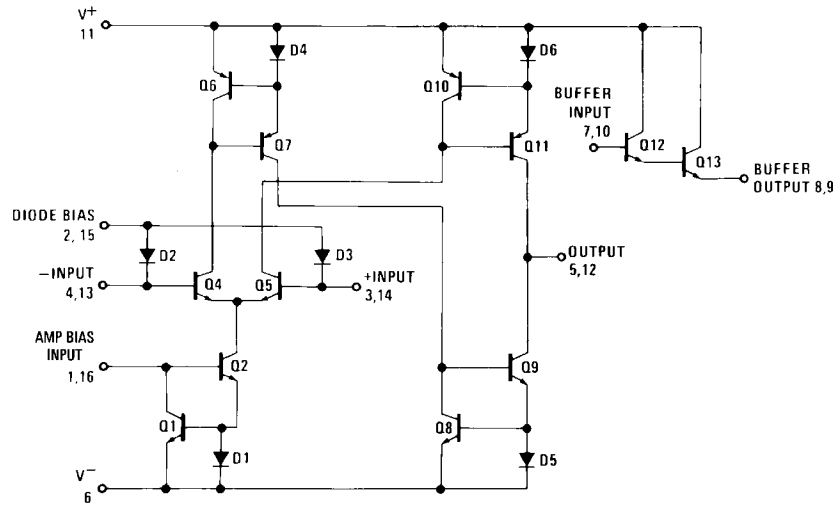 V+
11
D4
D6
Q6
Q10
BUFFER
INPUT
7,10
Q7
Q11
Q12
Q13
BUFFER
OUTPUT 8,9
DIODE BIAS
2, 15
D2
D3
–INPUT
4,13
Q4
Q5
+INPUT
3,14
OUTPUT
5,12
AMP BIAS
INPUT
1,16
Q2
Q9
Q1
Q8
D1
D5
V–
6